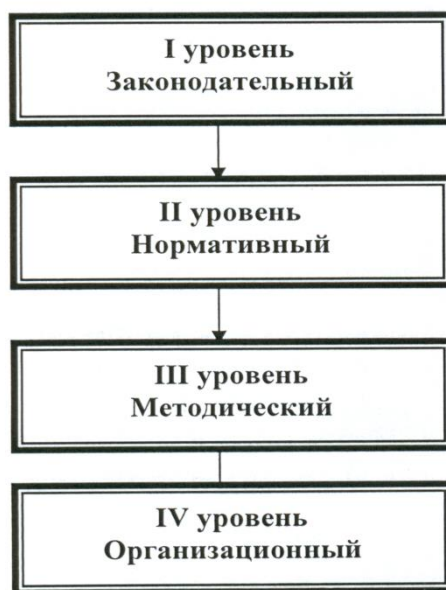 I уровень
Законодательный
II уровень
Нормативный
III уровень
Методический
IV уровень
Организационный